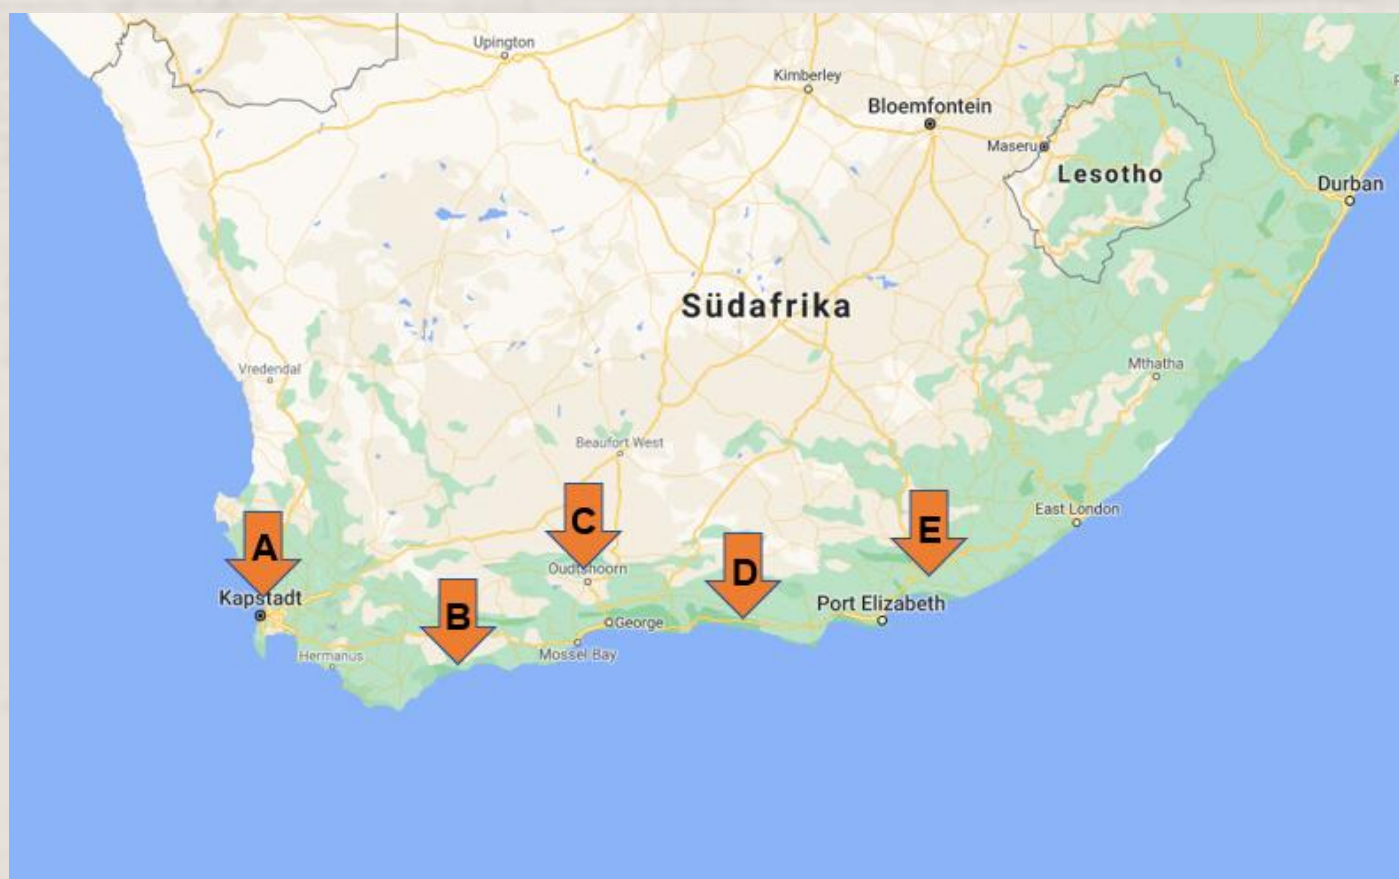 Upington
Kimberley
Bloemfontein
Maseru
Lesotho
Durban
Südafrika
Vredendal
Mthatha
Beaufort West
East London
A
B
C
D
E
Oudtshoorn
Kapstadt
Port Elizabeth
George
Hermanus
Mossel Bay